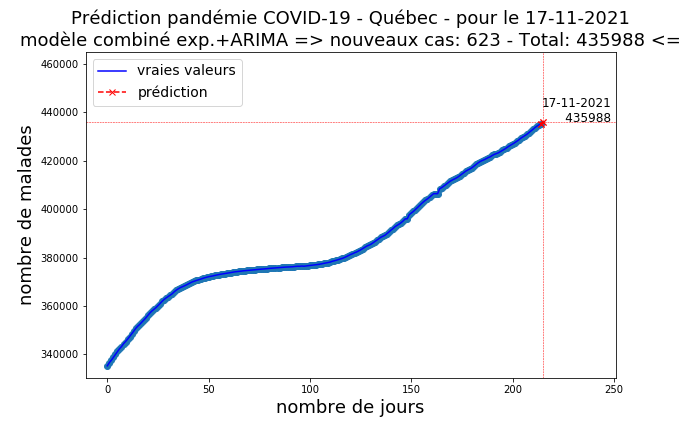 Prédiction pandémie COVID-19 - Québec - pour le 17-11-2021
modèle combiné exp.+ARIMA => nouveaux cas: 623 - Total: 435988 <=
vraies valeurs
prédiction
17-11-2021
435988
nombre de malades
460000
440000
420000
400000
380000
360000
340000
0 50 100 150 200 250
nombre de jours